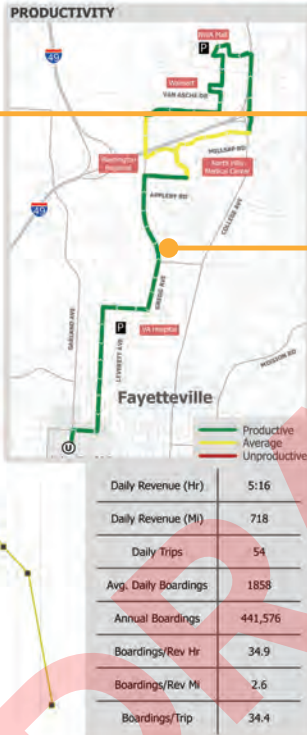 PRODUCTIVITY
NWA Mall
P
49
Walmart
VAN ASCHE DR
MILLSAP RD
Washington
Regional
North Hills
Medical Center
APPLEBY RD
49
COLLEGE AVE
GREGG AVE
GARLAND AVE
P
VA Hospital
LEVERETT AVE
MISSION RD
Fayetteville
U
Productive
Average
Unproductive
Daily Revenue (Hr) 5:16
Daily Revenue (Mi) 718
Daily Trips 54
Avg. Daily Boardings 1858
Annual Boardings 441,576
Boardings/Rev Hr 34.9
Boardings/Rev Mi 2.6
Boardings/Trip 34.4